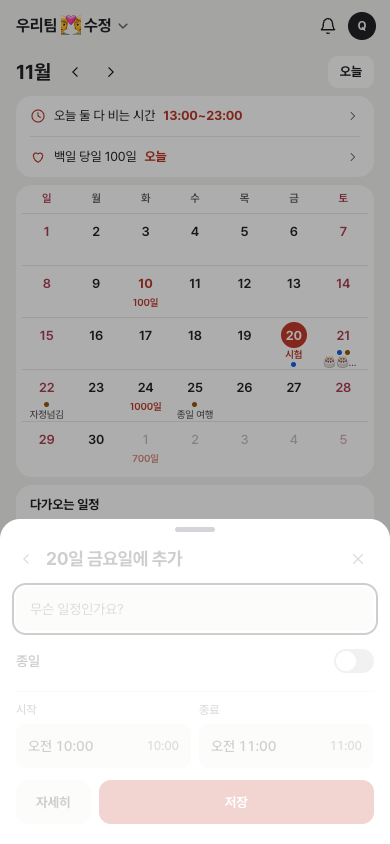 우리팀 👩‍❤️‍👨 수정
Q
11월
오늘
오늘 둘 다 비는 시간 13:00~23:00
백일 당일 100일 오늘
일 월 화 수 목 금 토
1 2 3 4 5 6 7
8 9 10 11 12 13 14
100일
15 16 17 18 19 20 21
시험
🎂🎂...
22 23 24 25 26 27 28
자정넘김 1000일 종일 여행
29 30 1 2 3 4 5
700일
다가오는 일정
20일 금요일에 추가
무슨 일정인가요?
종일
시작 종료
오전 10:00 10:00 오전 11:00 11:00
자세히 저장